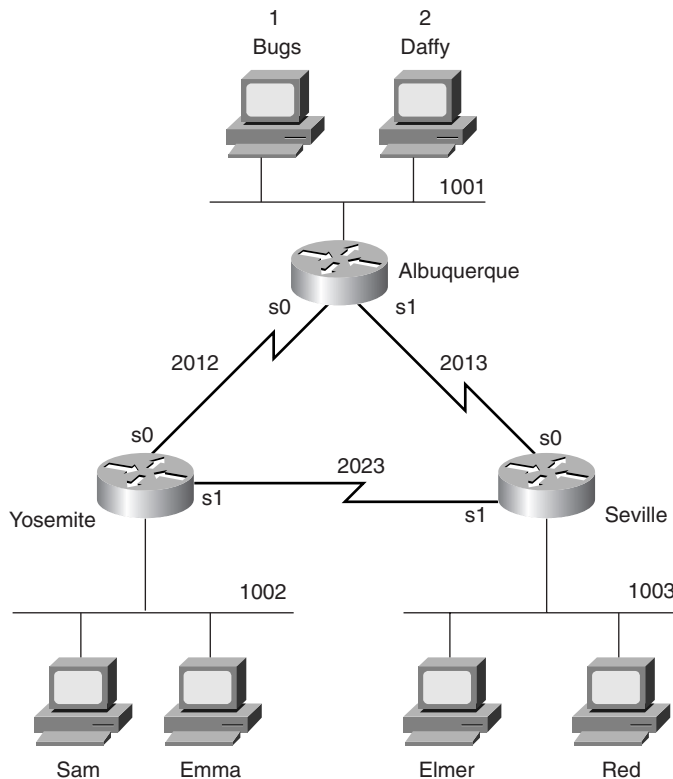 1 2
Bugs Daffy
1001
Albuquerque
s0 s1
2012 2013
s0 s0
2023
s1 s1
Yosemite Seville
1002 1003
Sam Emma Elmer Red